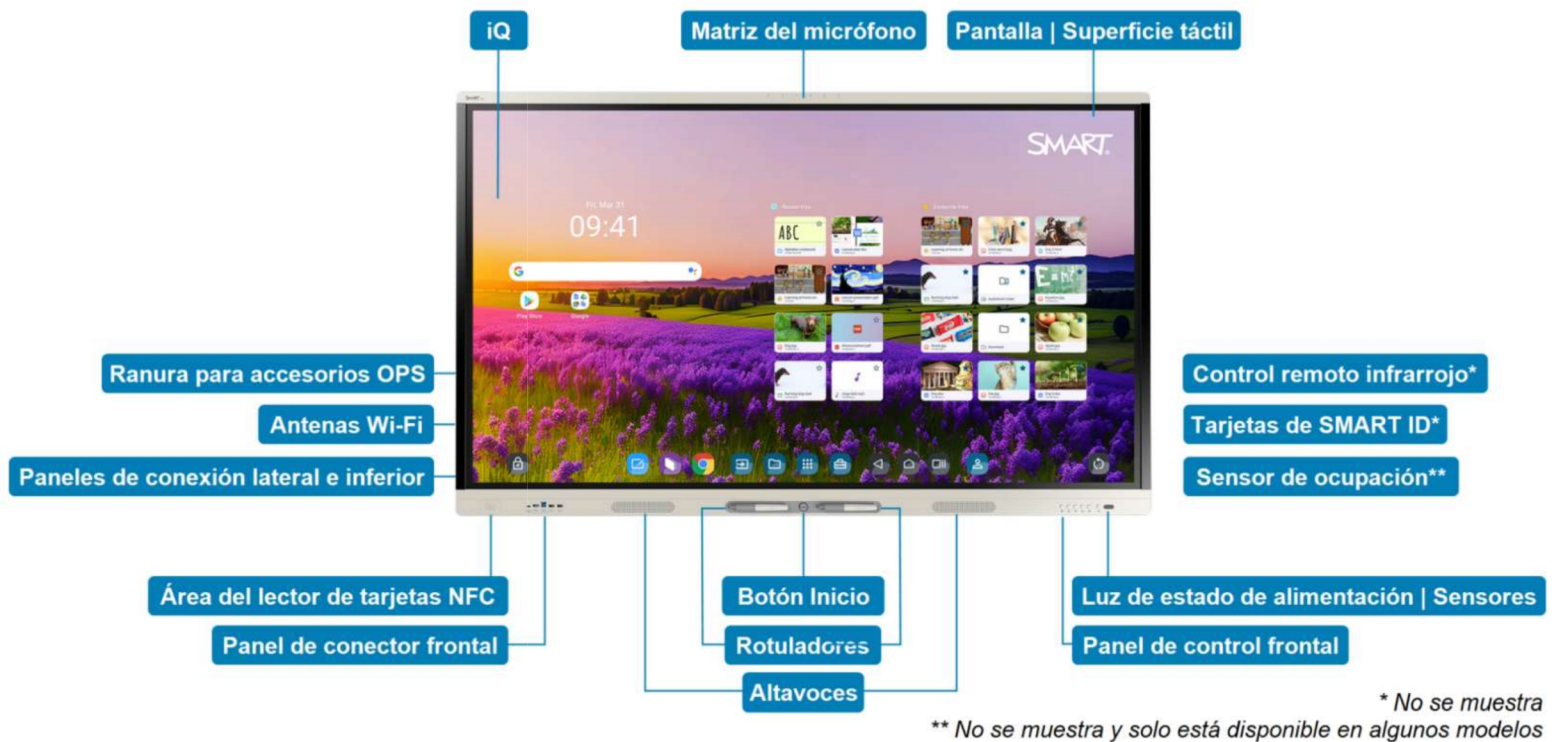 iQ
Matriz del micrófono
Pantalla | Superficie táctil
SMART
SMART.
Fri, Mar 31
09:41
ABC
E=m
Play Store
Google
Ranura para accesorios OPS
Antenas Wi-Fi
Paneles de conexión lateral e inferior
Control remoto infrarrojo*
Tarjetas de SMART ID*
Sensor de ocupación**
Área del lector de tarjetas NFC
Panel de conector frontal
Botón Inicio
Rotuladores
Altavoces
Luz de estado de alimentación | Sensores
Panel de control frontal
* No se muestra
** No se muestra y solo está disponible en algunos modelos